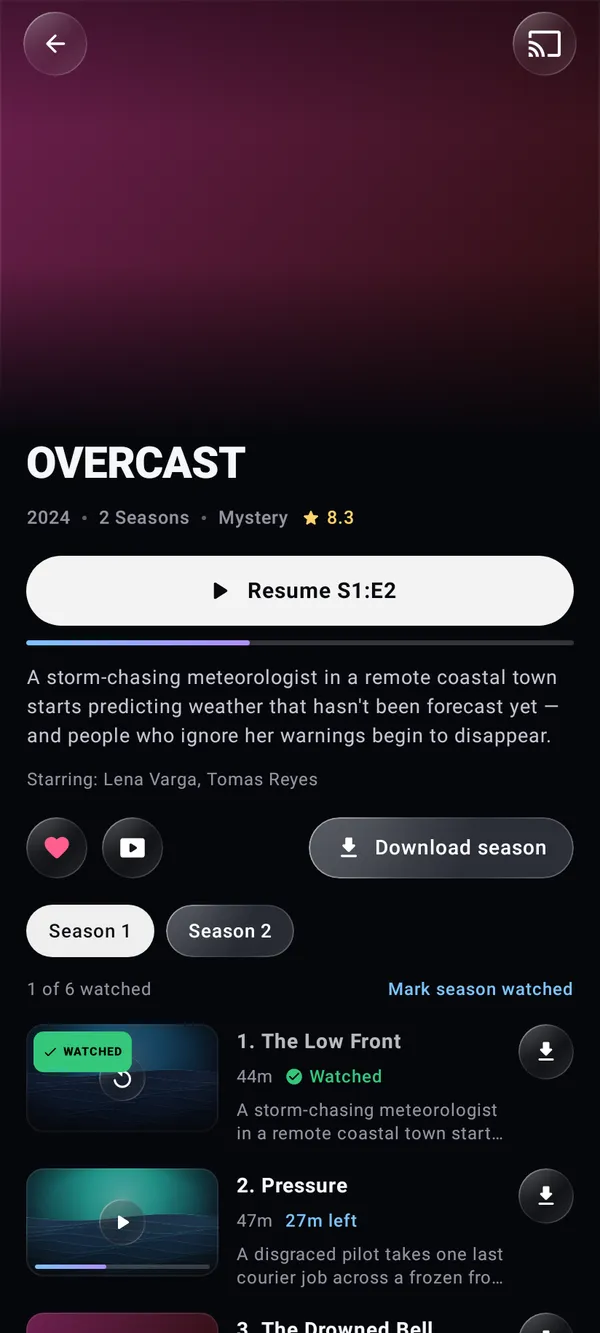 OVERCAST
2024 • 2 Seasons • Mystery 8.3
Resume S1:E2
A storm-chasing meteorologist in a remote coastal town
starts predicting weather that hasn't been forecast yet —
and people who ignore her warnings begin to disappear.
Starring: Lena Varga, Tomas Reyes
Download season
Season 1 Season 2
1 of 6 watched Mark season watched
WATCHED
1. The Low Front
44m Watched
A storm-chasing meteorologist
in a remote coastal town start…
2. Pressure
47m 27m left
A disgraced pilot takes one last
courier job across a frozen fro…
3. The Drowned Bell